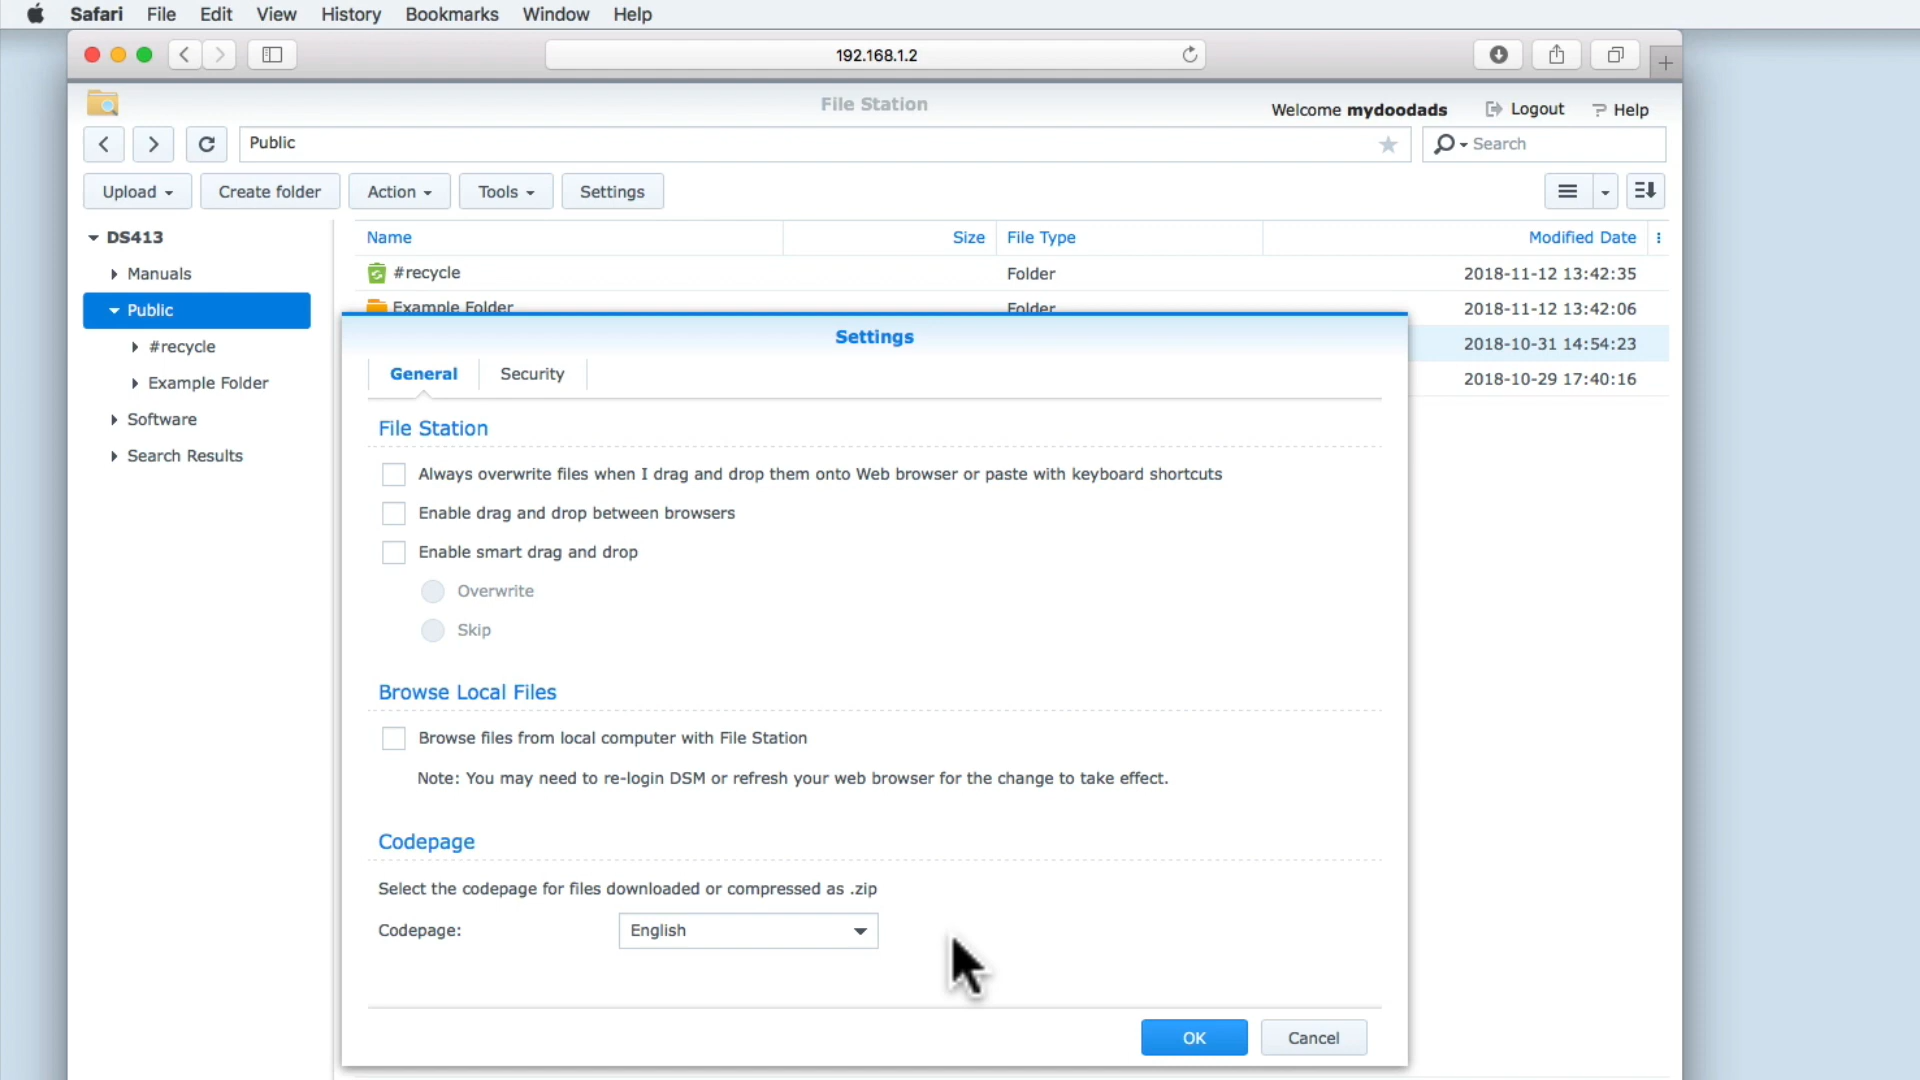 Safari File Edit View History Bookmarks Window Help
192.168.1.2
File Station
Welcome mydoodads Logout Help
Public
Search
Upload Create folder Action Tools Settings
DS413
Manuals
Public
#recycle
Example Folder
Software
Search Results
Name Size File Type Modified Date
#recycle Folder 2018-11-12 13:42:35
Example Folder Folder 2018-11-12 13:42:06
2018-10-31 14:54:23
2018-10-29 17:40:16
Settings
General Security
File Station
Always overwrite files when I drag and drop them onto Web browser or paste with keyboard shortcuts
Enable drag and drop between browsers
Enable smart drag and drop
Overwrite
Skip
Browse Local Files
Browse files from local computer with File Station
Note: You may need to re-login DSM or refresh your web browser for the change to take effect.
Codepage
Select the codepage for files downloaded or compressed as .zip
Codepage: English
OK Cancel